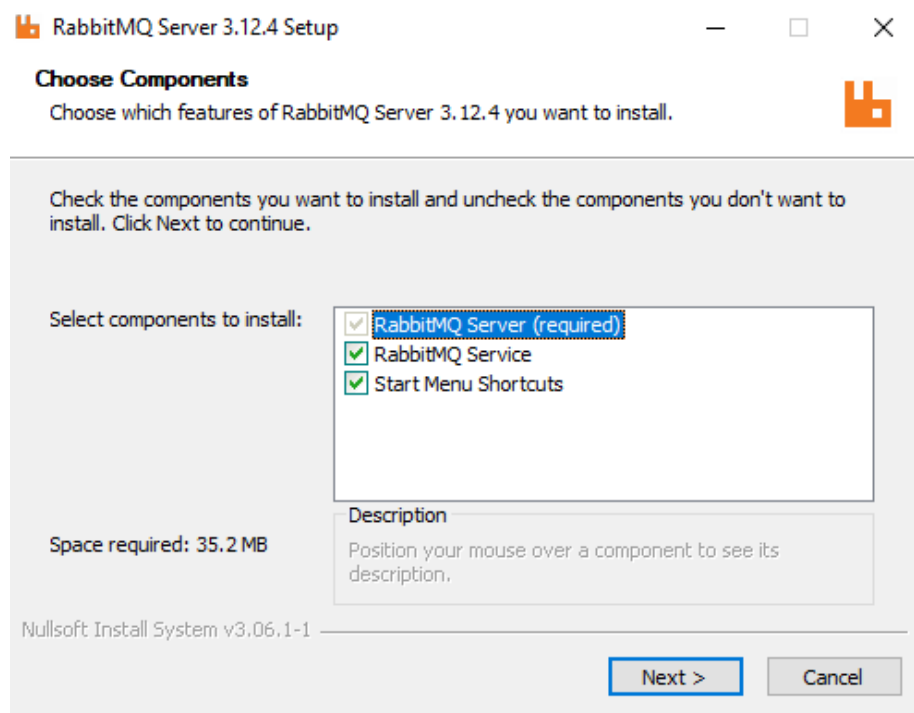 RabbitMQ Server 3.12.4 Setup
Choose Components
Choose which features of RabbitMQ Server 3.12.4 you want to install.
Check the components you want to install and uncheck the components you don't want to
install. Click Next to continue.
Select components to install:
RabbitMQ Server (required)
RabbitMQ Service
Start Menu Shortcuts
Space required: 35.2 MB
Description
Position your mouse over a component to see its
description.
Nullsoft Install System v3.06.1-1
Next >
Cancel